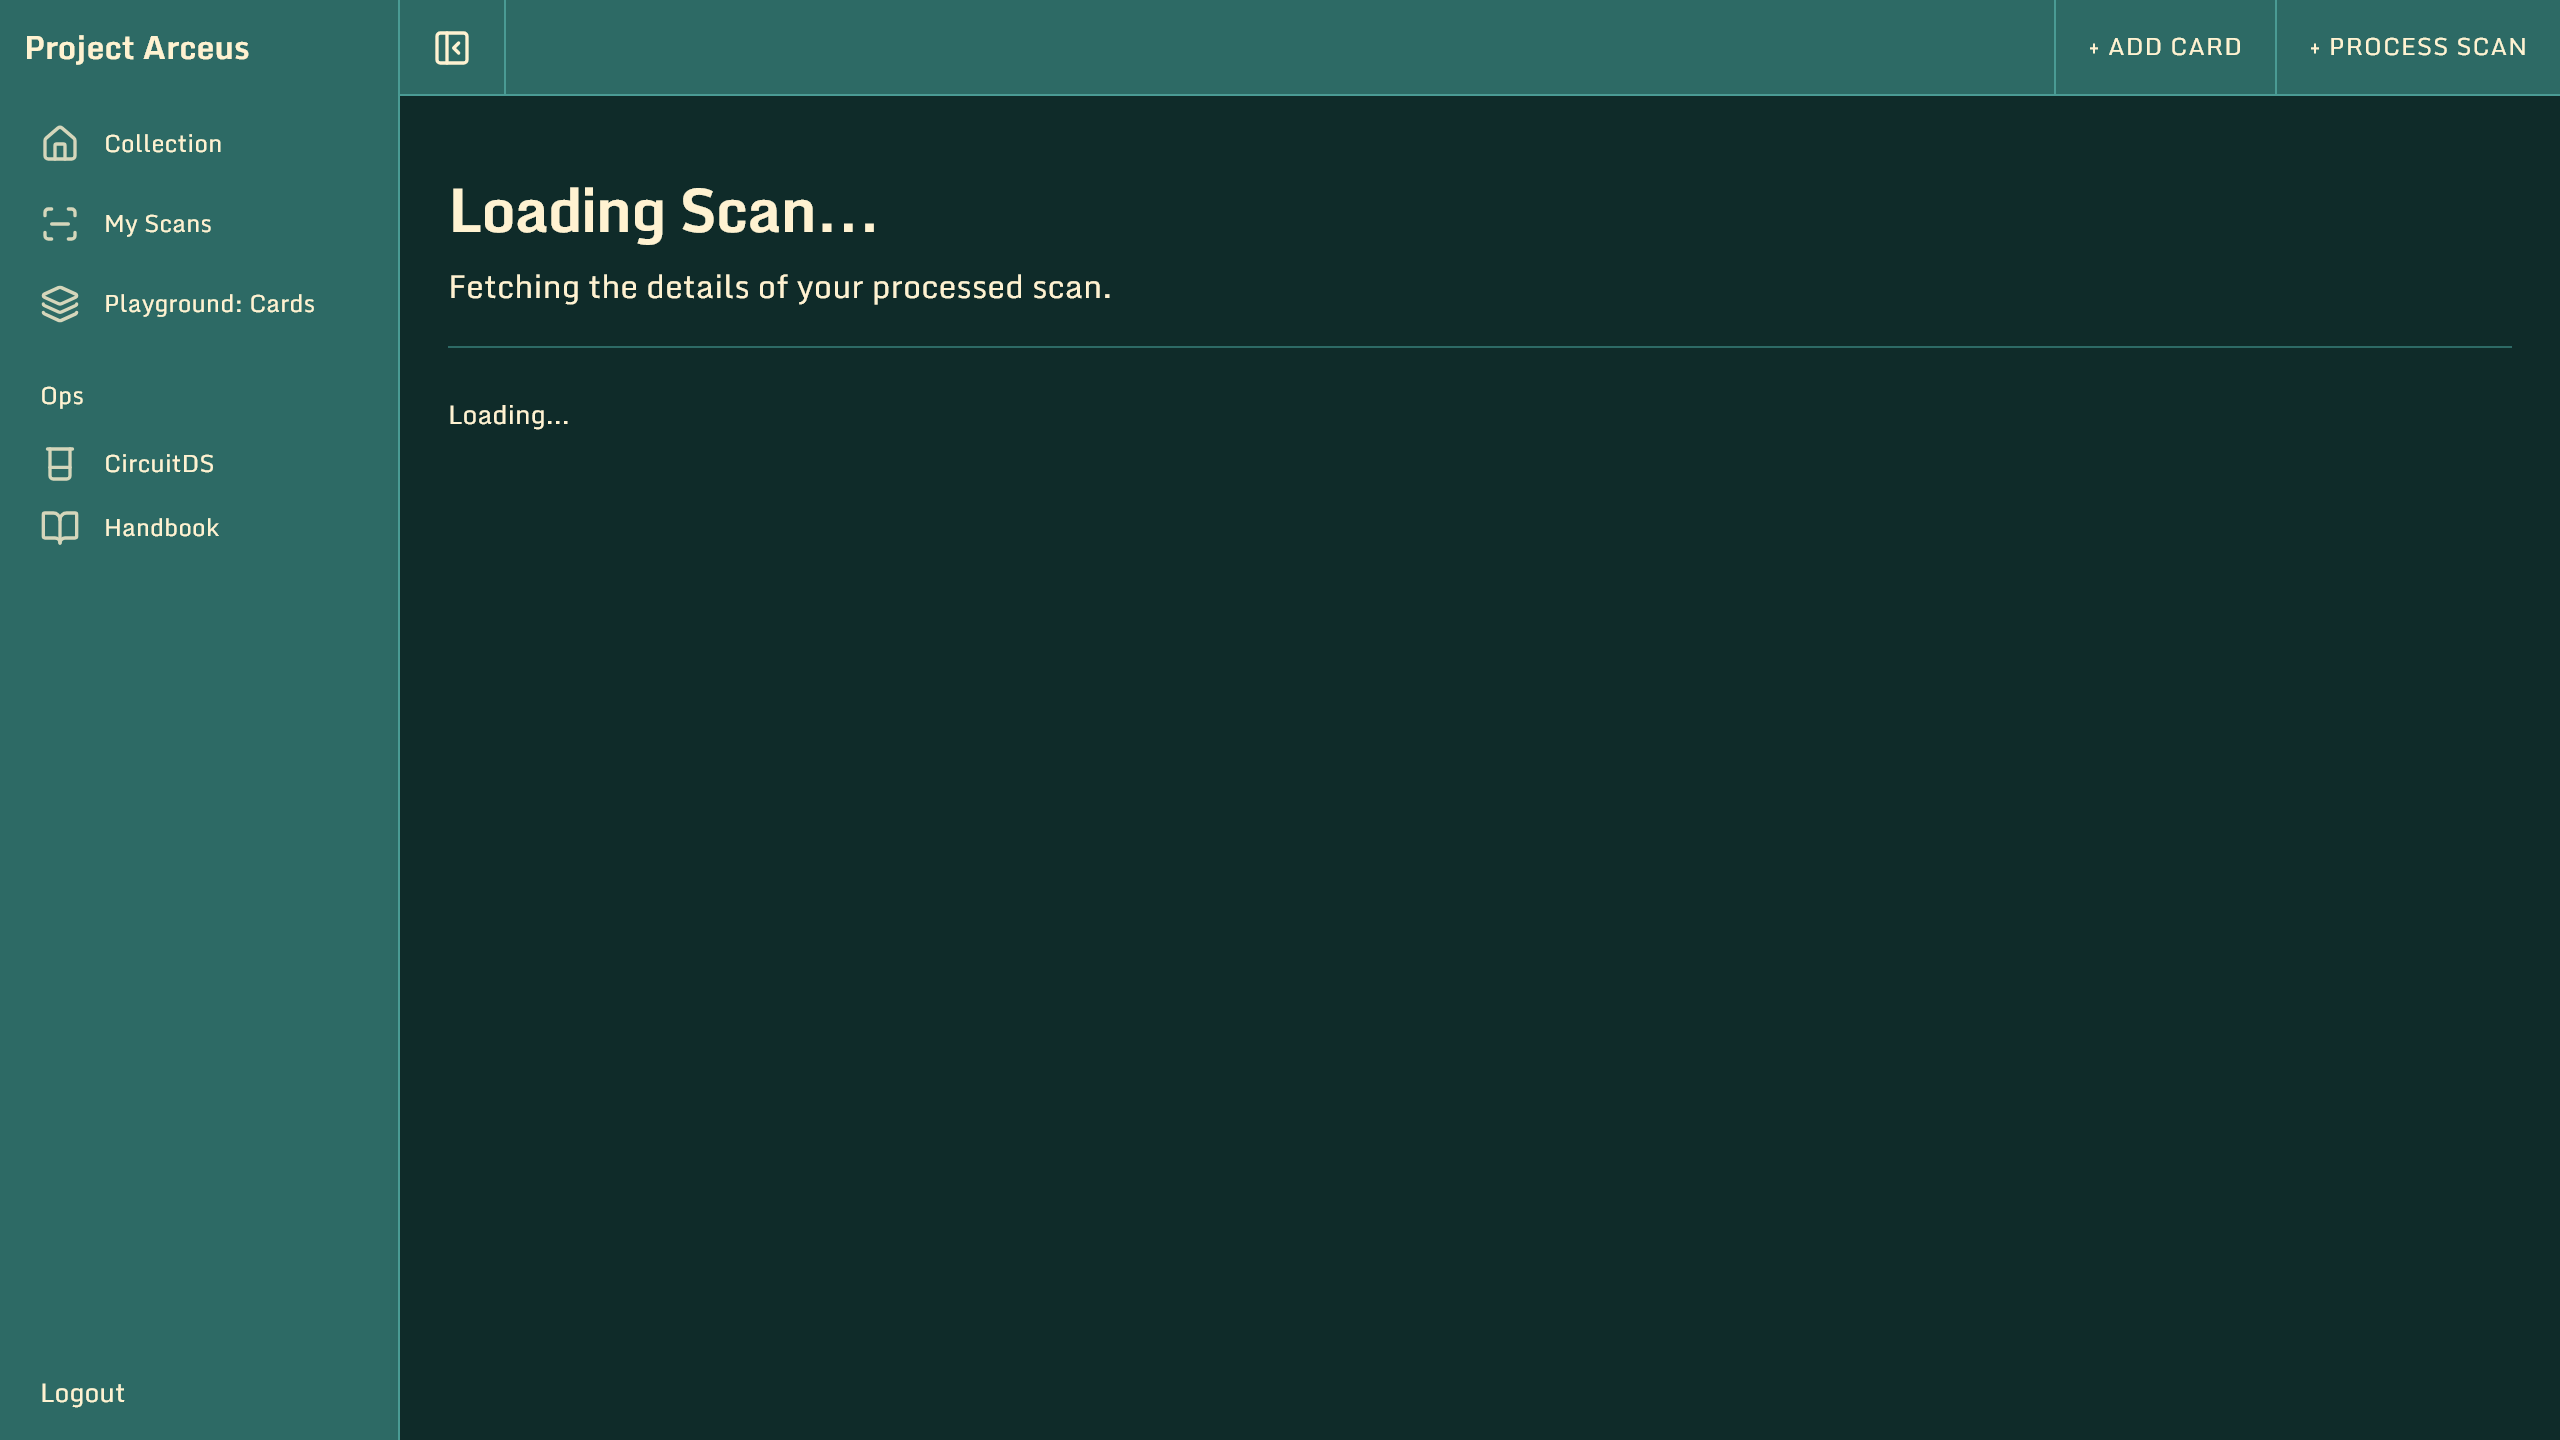 Project Arceus
+ ADD CARD
+ PROCESS SCAN
Collection
My Scans
Playground: Cards
Ops
CircuitDS
Handbook
Logout
Loading Scan...
Fetching the details of your processed scan.
Loading...